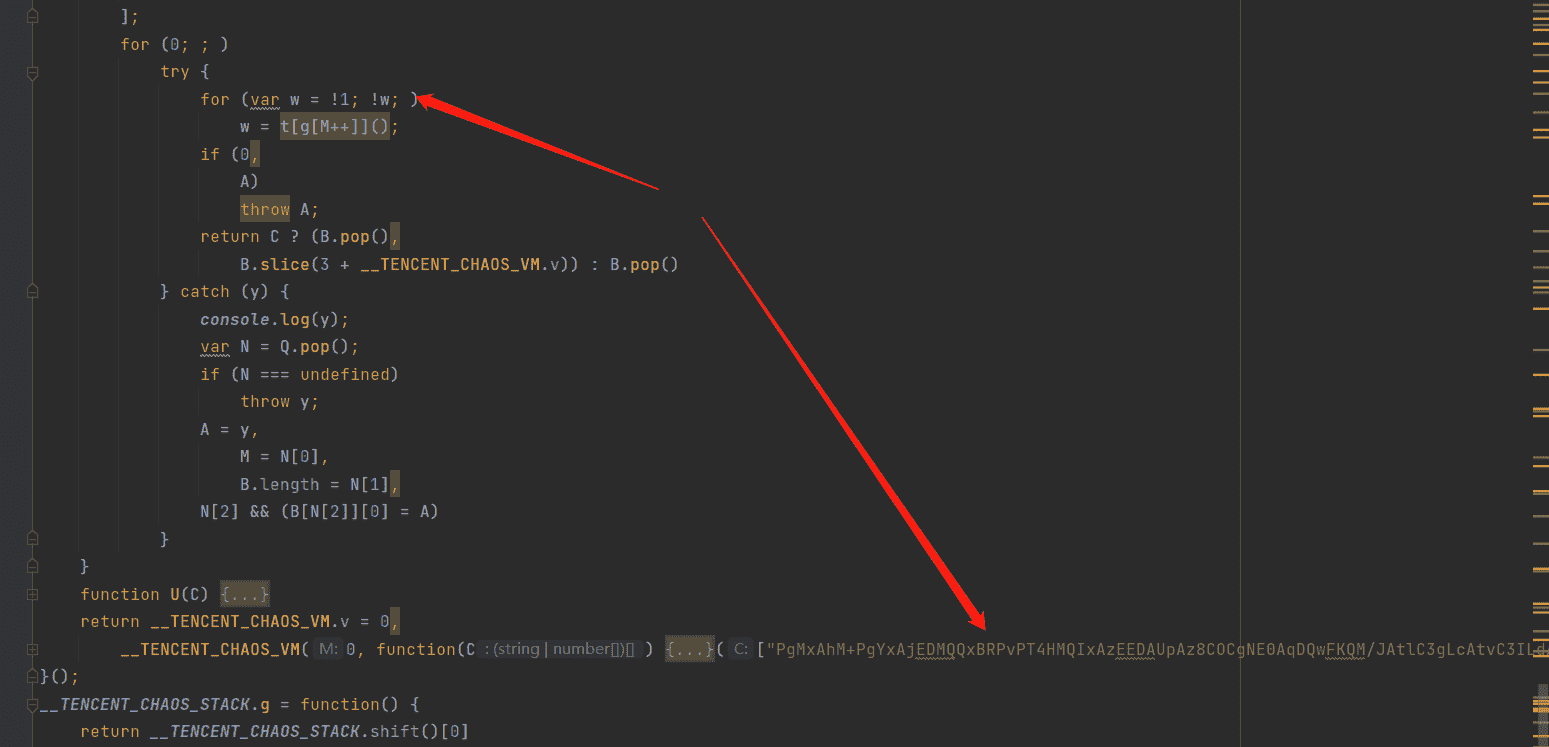 ];
for (0; ; )
try {
for (var w = !1; !w; )
w = t[g[M++]]();
if (0,
A)
throw A;
return C ? (B.pop(),
B.slice(3 + __TENCENT_CHAOS_VM.v)) : B.pop()
} catch (y) {
console.log(y);
var N = Q.pop();
if (N === undefined)
throw y;
A = y,
M = N[0],
B.length = N[1],
N[2] && (B[N[2]][0] = A)
}
}
function U(C) {...}
return __TENCENT_CHAOS_VM.v = 0,
__TENCENT_CHAOS_VM( M: 0, function(C : (string | number[])[] ) {...}( C: ["PgMxAhM+PgYxAjEDMQQxBRPvPT4HMQIxAzEEDAUpAz8COCgNE0AqDQwFKQM/JAtlC3gLcAtvC3ILd
}();
__TENCENT_CHAOS_STACK.g = function() {
return __TENCENT_CHAOS_STACK.shift()[0]